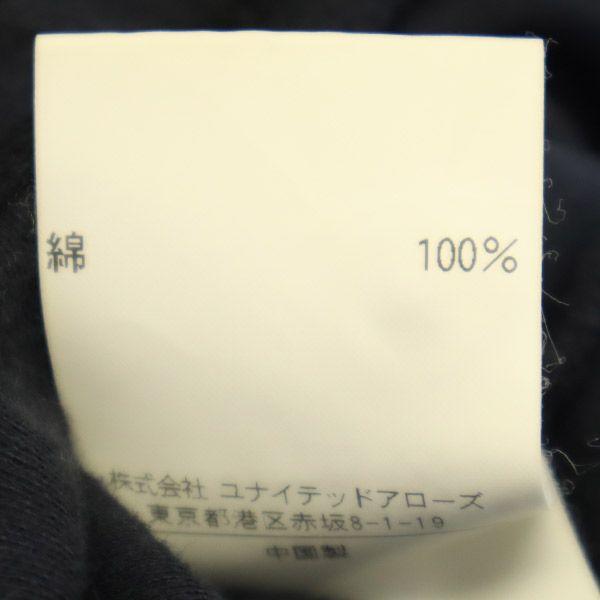 綿 100%
株式会社 ユナイテッドアローズ
東京都港区赤坂8-1-19
中国製